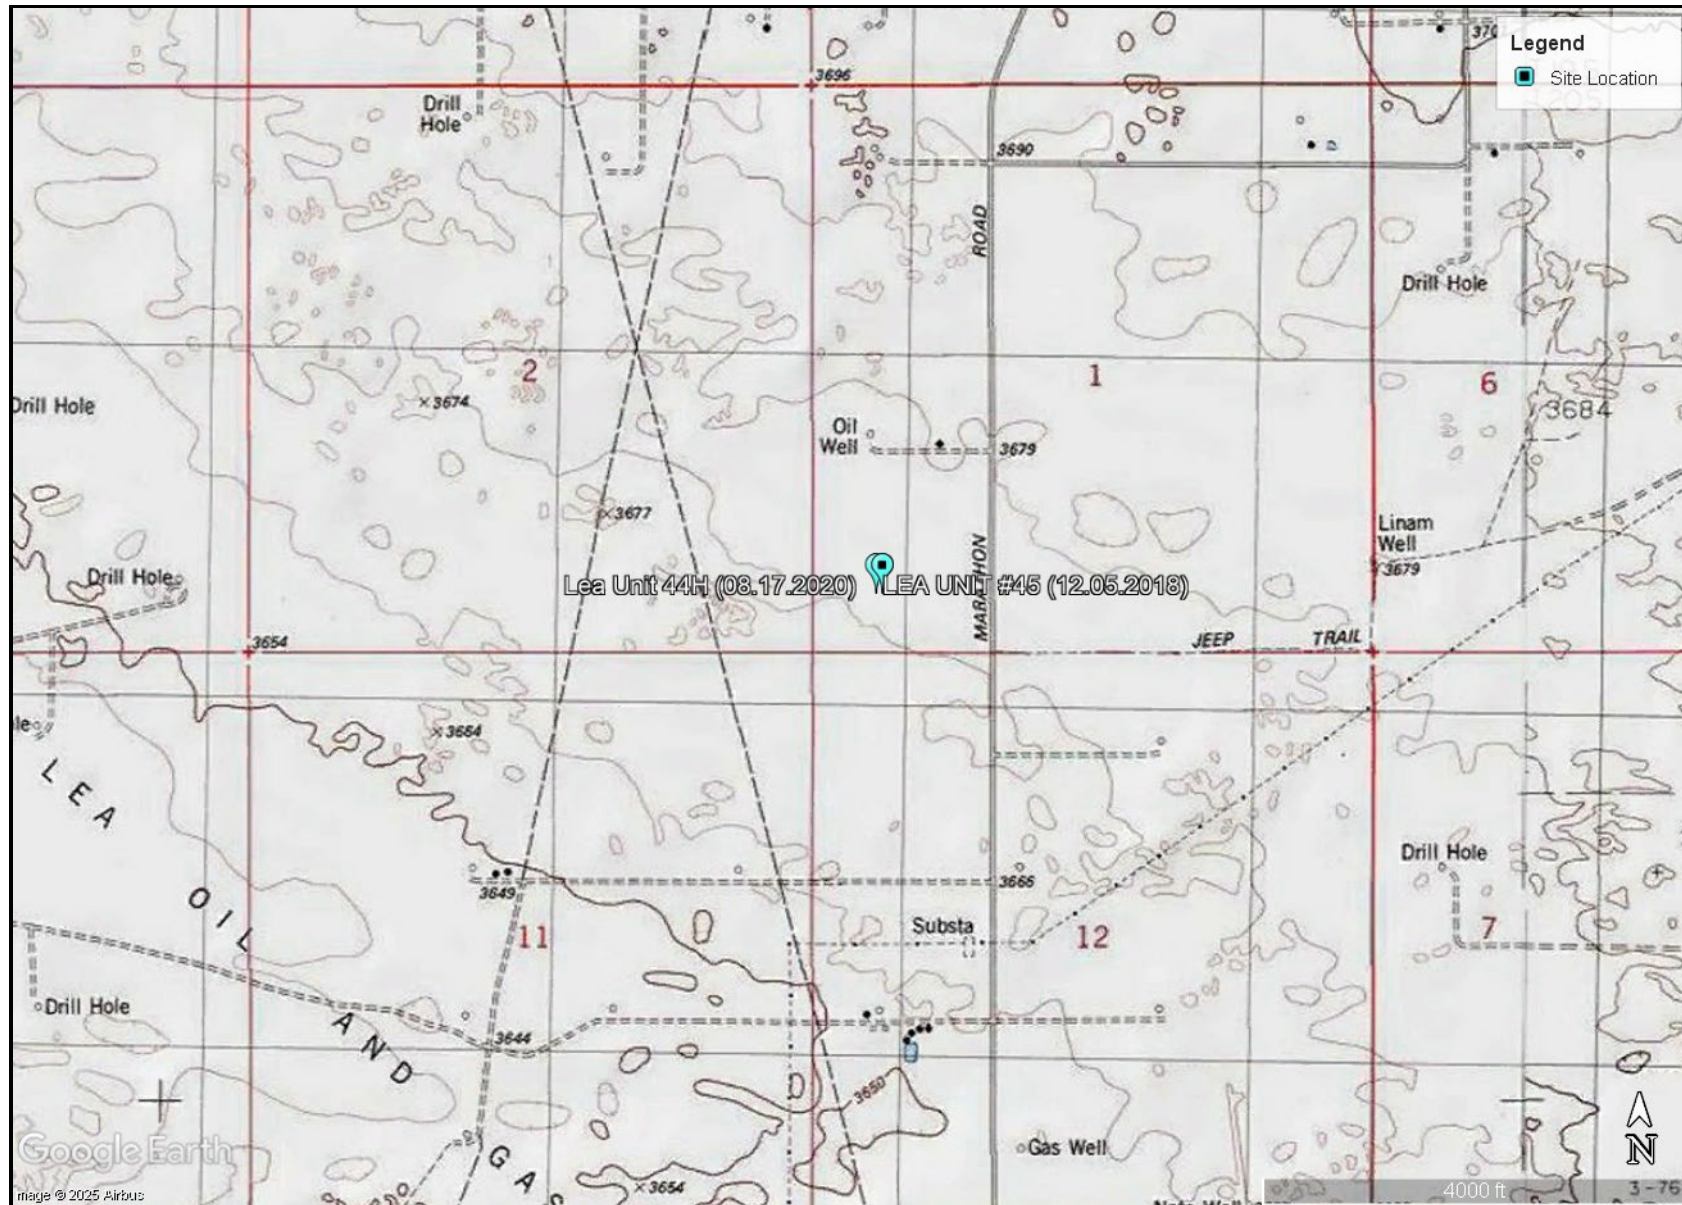 3696
370
Legend
Site Location
Drill
Hole
3690
ROAD
Drill Hole
2
1
6
3674
Drill Hole
3684
Oil
Well
3679
3677
Linam
Well
3679
MARATHON
Drill Hole
Lea Unit 44H (08.17.2020)
LEA UNIT #45 (12.05.2018)
3654
JEEP TRAIL
3664
LEA
OIL
AND
GAS
Drill Hole
3649
3666
11
Substa
12
7
Drill Hole
3644
3650
Gas Well
3654
Google Earth
N
4000 ft
3-76
mage © 2025 Airbus